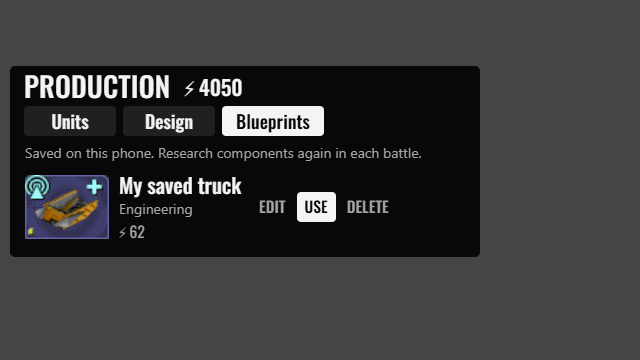 PRODUCTION ⚡ 4050
Units Design Blueprints
Saved on this phone. Research components again in each battle.
My saved truck
Engineering
⚡ 62
EDIT USE DELETE